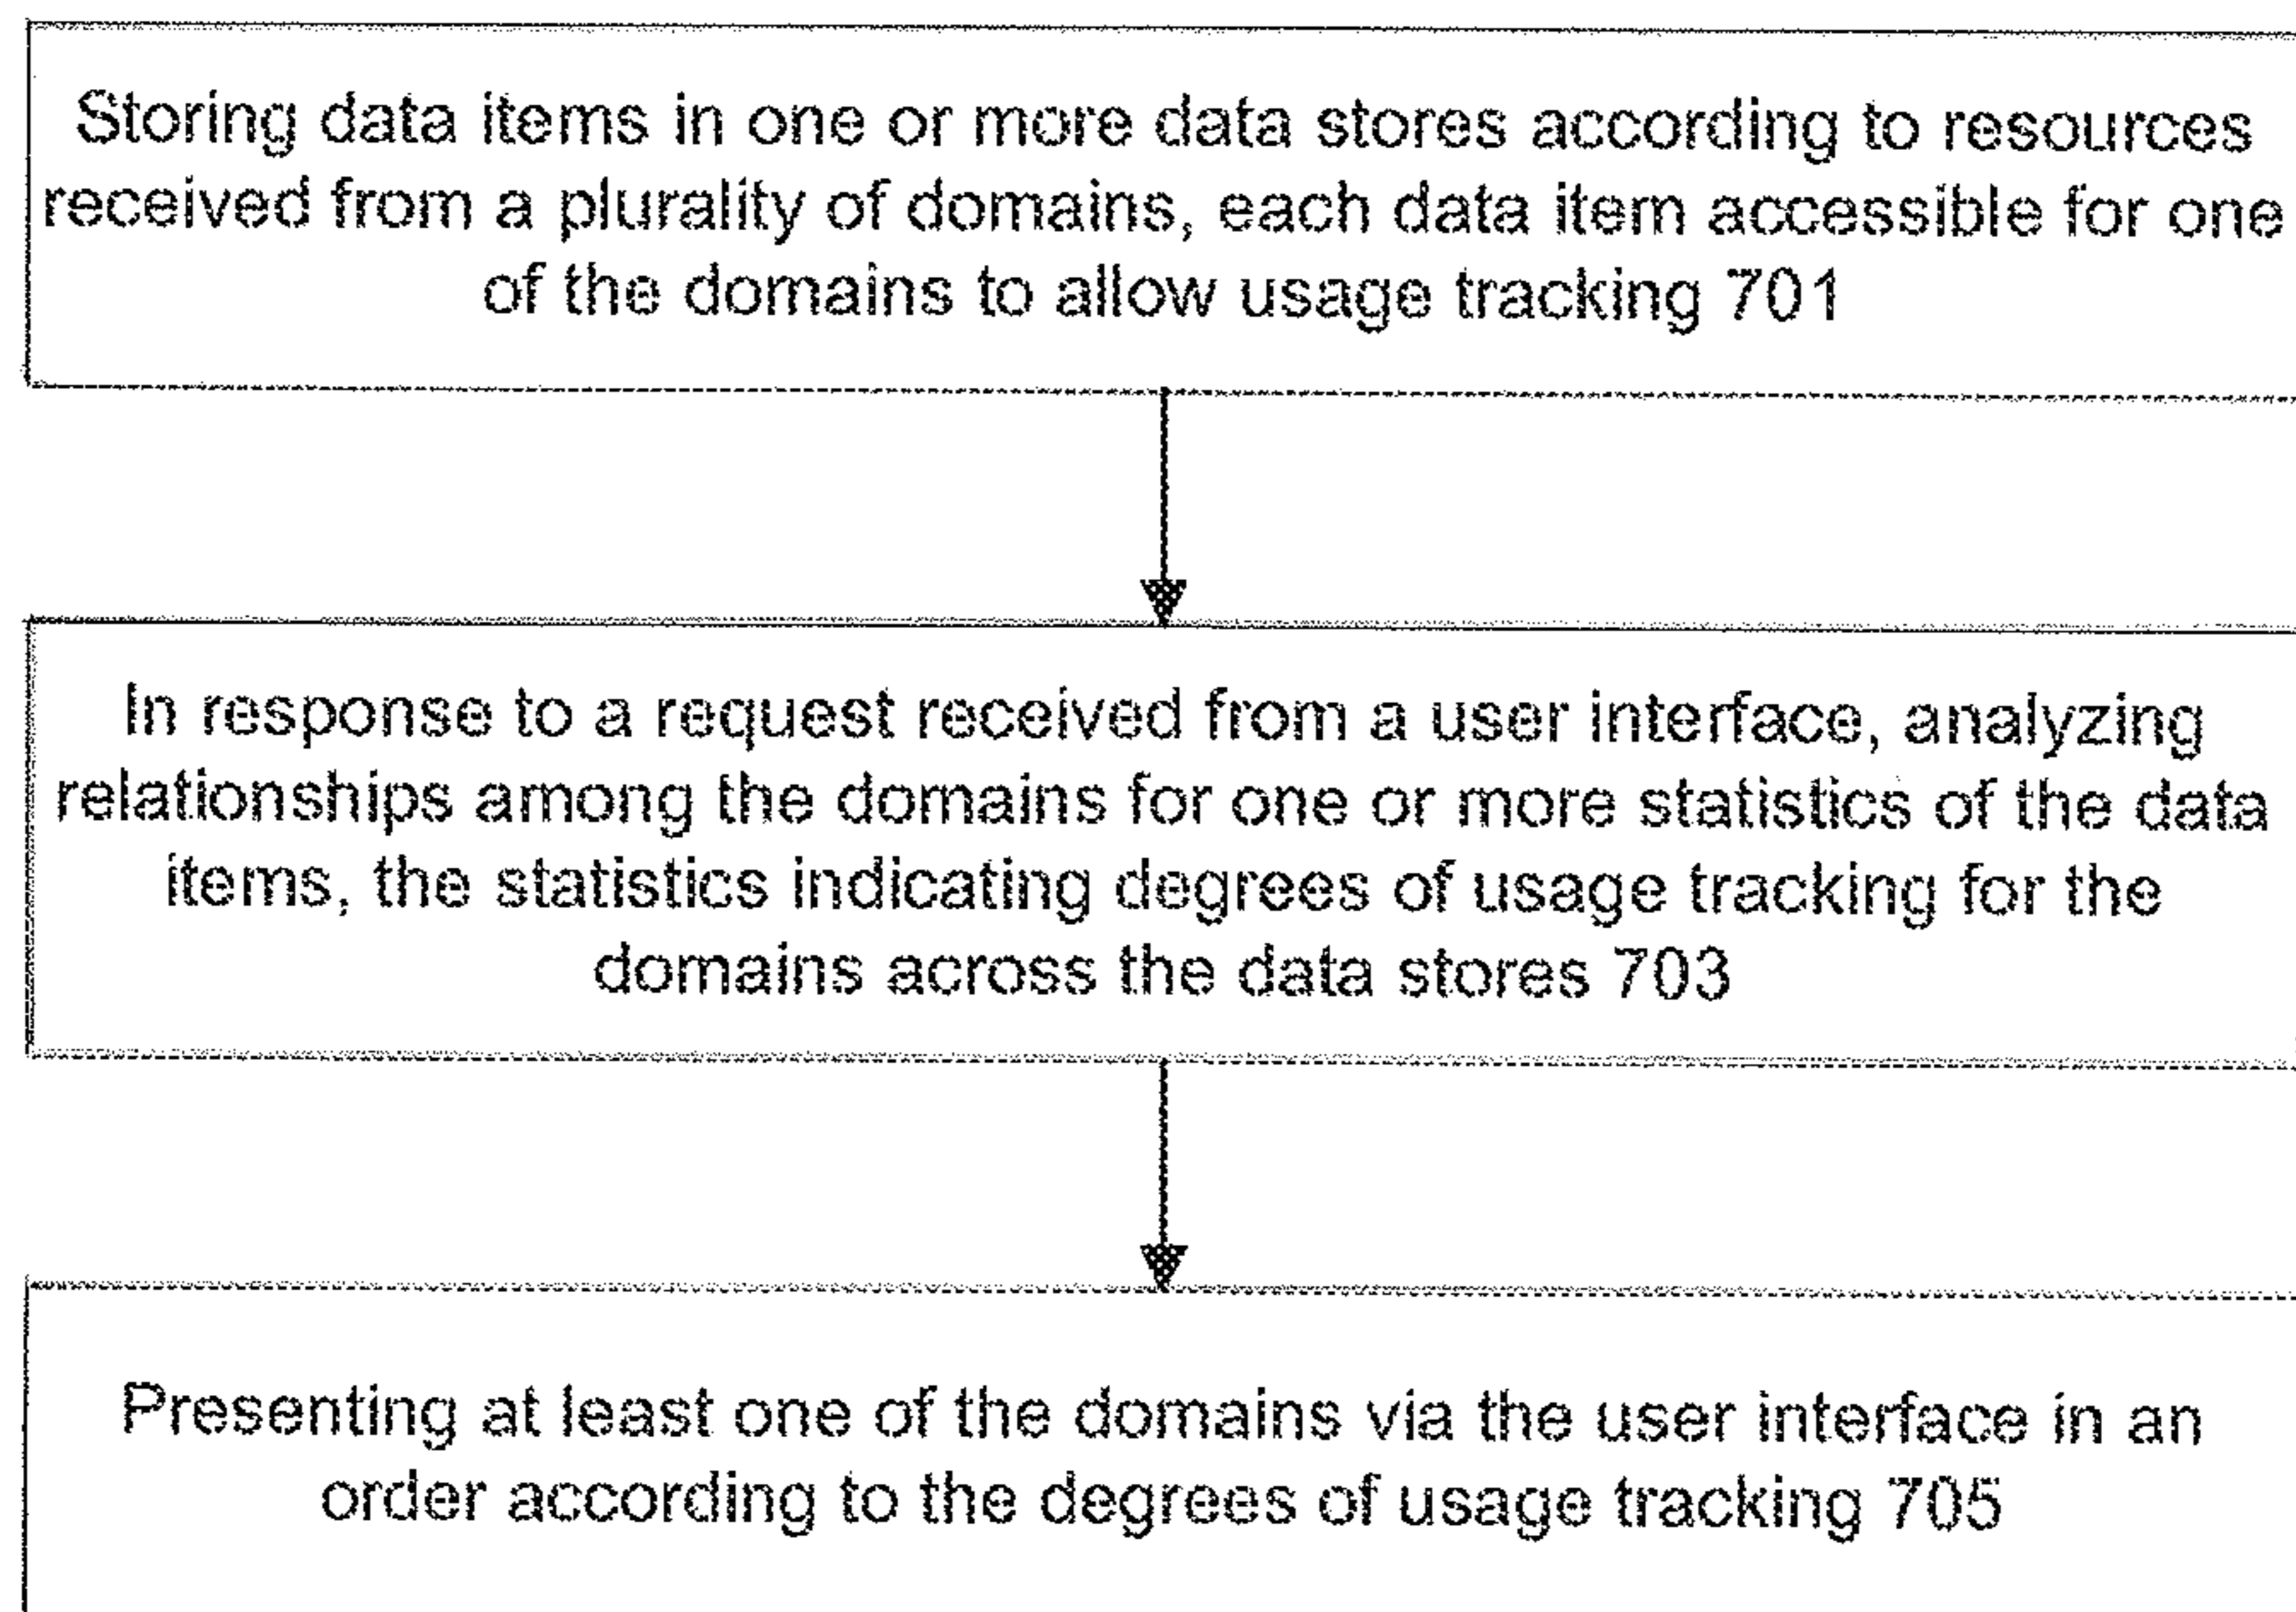 Storing data items in one or more data stores according to resources
received from a plurality of domains, each data item accessible for one
of the domains to allow usage tracking 701
In response to a request received from a user interface, analyzing
relationships among the domains for one or more statistics of the data
items, the statistics indicating degrees of usage tracking for the
domains across the data stores 703
Presenting at least one of the domains via the user interface in an
order according to the degrees of usage tracking 705